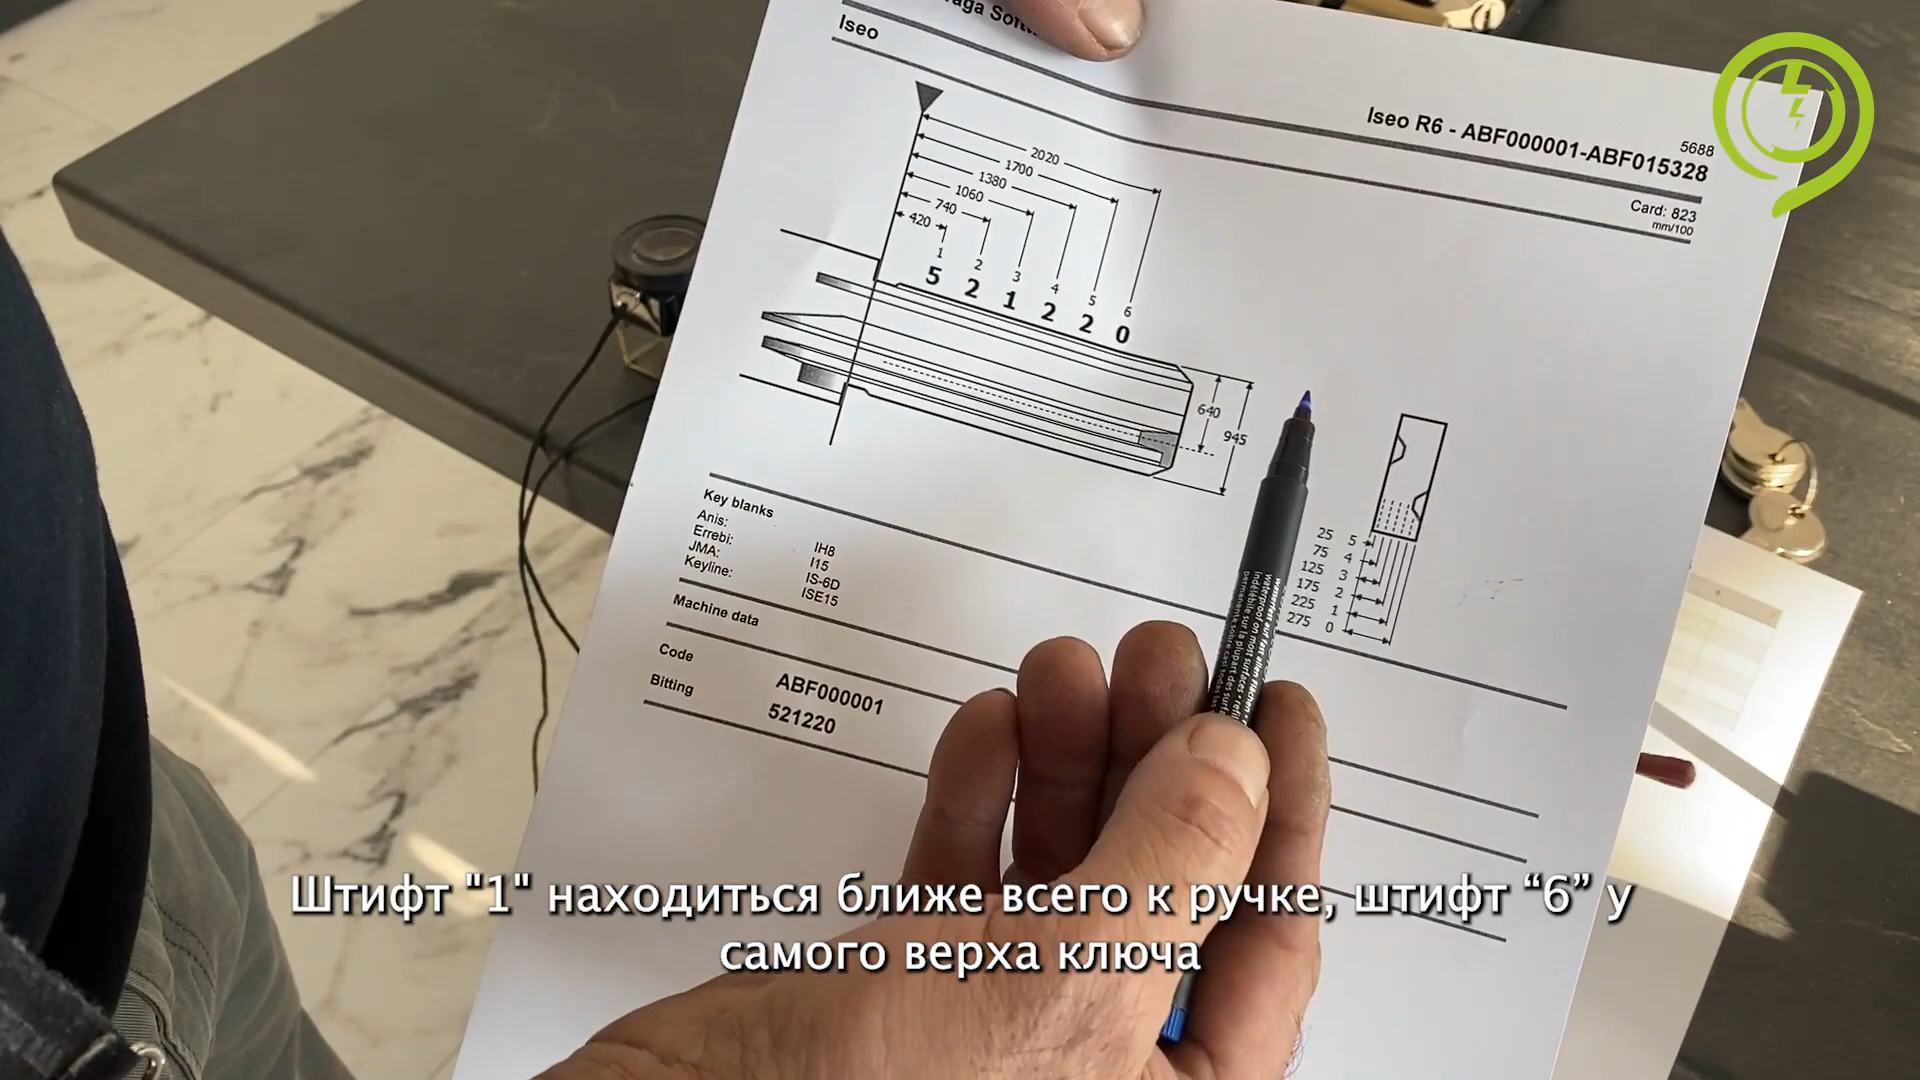 Iseo
Iseo R6 - ABF000001-ABF015328
5688
Card: 823
mm/100
2020
1700
1380
1060
740
420
1 2 3 4 5 6
5 2 1 2 2 0
640
945
25 5
75 4
125 3
175 2
225 1
275 0
Key blanks
Anis: IH8
Errebi: I15
JMA: IS-6D
Keyline: ISE15
Machine data
Code ABF000001
Bitting 521220
Штифт "1" находиться ближе всего к ручке, штифт “6” у
самого верха ключа